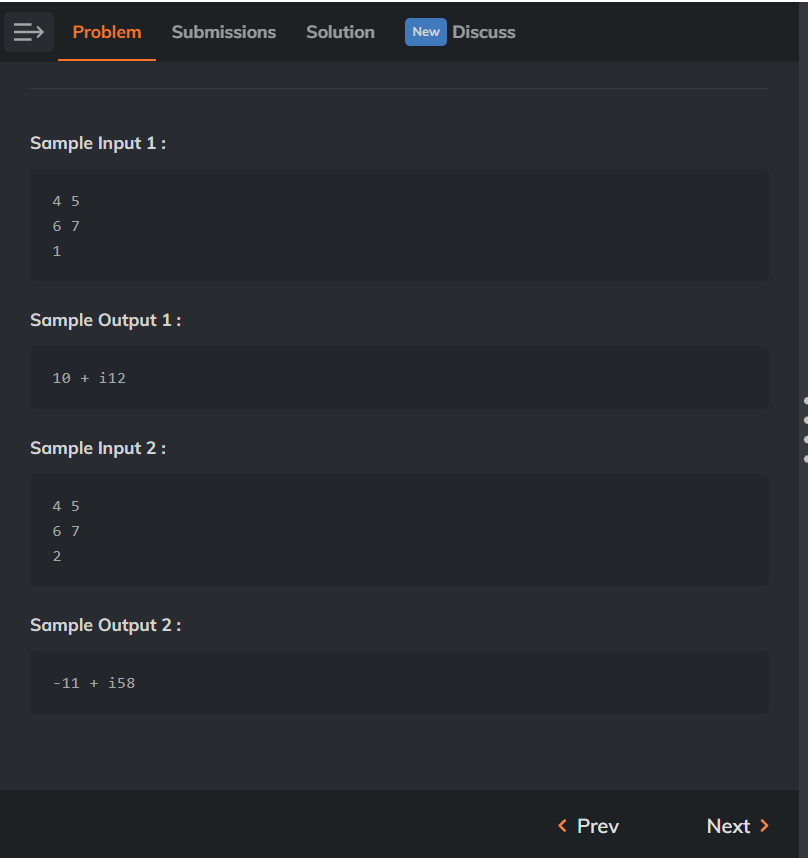 Problem Submissions Solution New Discuss
Sample Input 1 :
4 5
6 7
1
Sample Output 1 :
10 + i12
Sample Input 2 :
4 5
6 7
2
Sample Output 2 :
-11 + i58
Prev Next